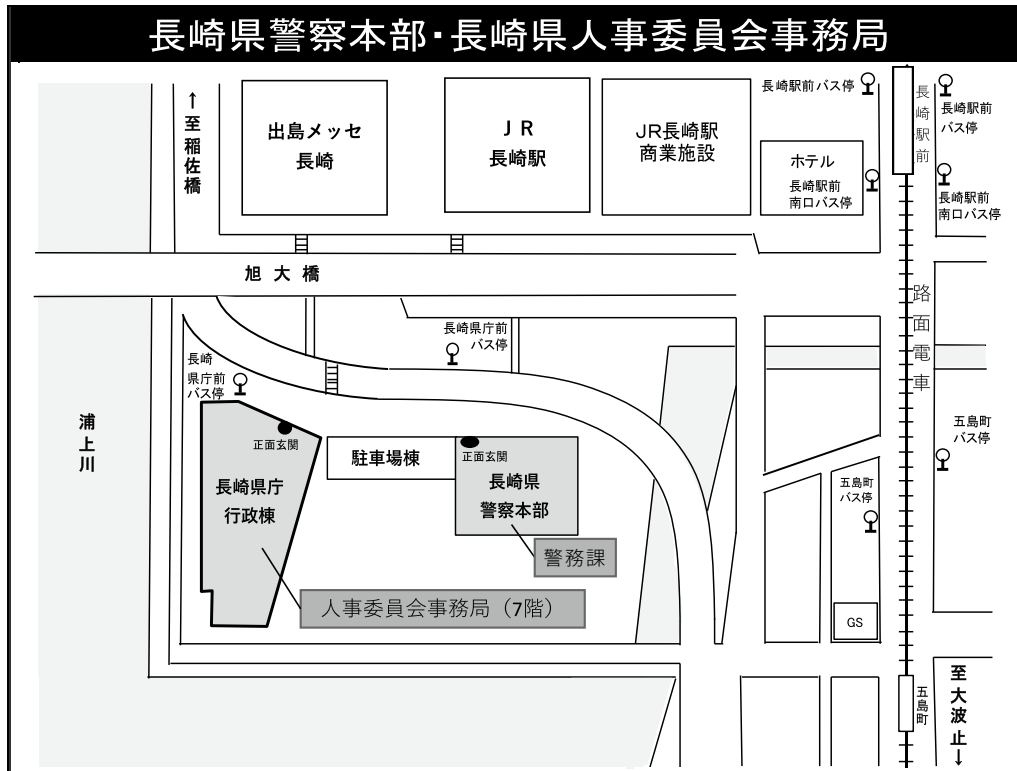 長崎県警察本部・長崎県人事委員会事務局
↑
至稲佐橋
出島メッセ
長崎
ＪＲ
長崎駅
ＪＲ長崎駅
商業施設
長崎駅前バス停
長崎駅前
長崎駅前
バス停
ホテル
長崎駅前
南口バス停
長崎駅前
南口バス停
旭大橋
路面電車
長崎県庁前
バス停
長崎
県庁前
バス停
浦上川
正面玄関
駐車場棟
正面玄関
長崎県庁
行政棟
長崎県
警察本部
五島町
バス停
五島町
バス停
警務課
人事委員会事務局（7階）
GS
五島町
至大波止
↓